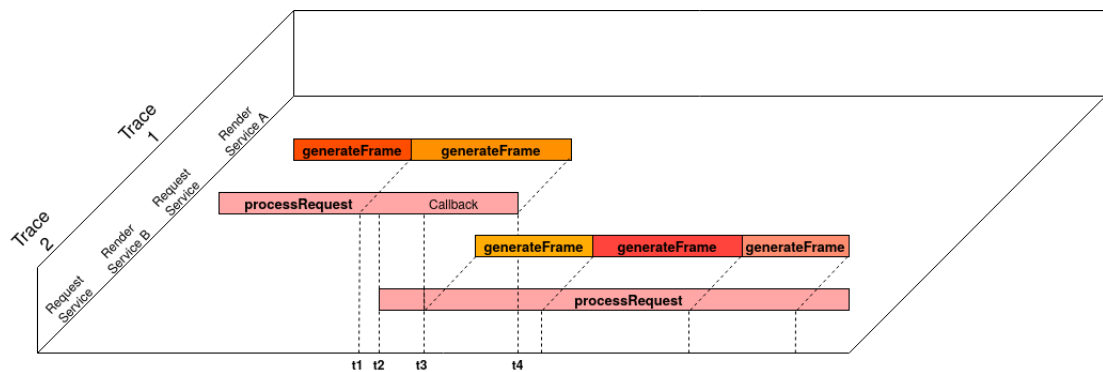 Trace
1
Render
Service A
generateFrame
generateFrame
Request
Service
processRequest
Callback
Trace
2
Render
Service B
generateFrame
generateFrame
generateFrame
Request
Service
processRequest
t1
t2
t3
t4